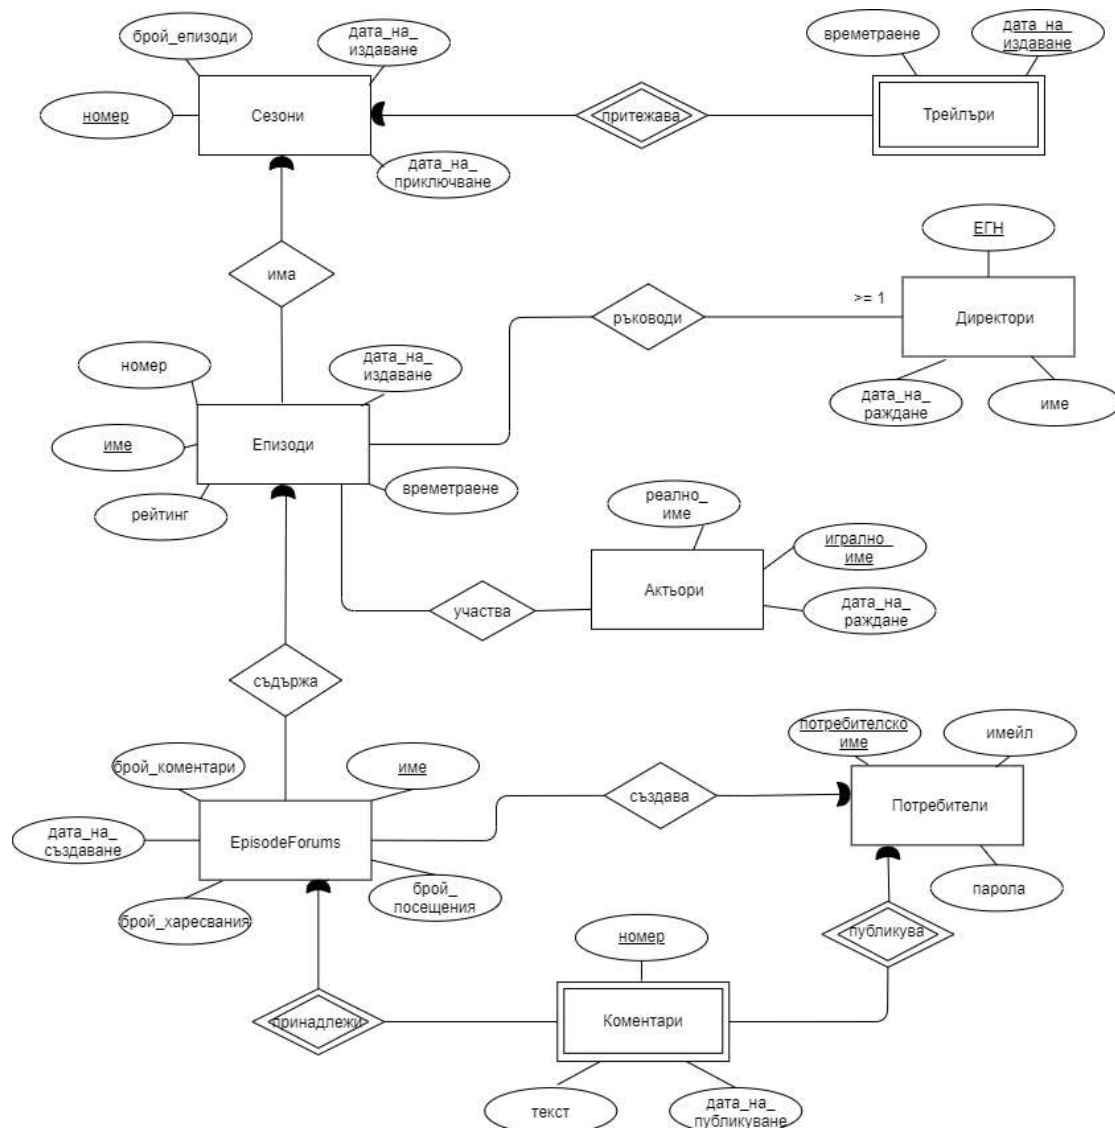 брой_епизоди
дата_на_
издаване
номер
Сезони
дата_на_
приключване
притежава
времетраене
дата_на_
издаване
Трейлъри
има
ЕГН
>= 1
ръководи
Директори
дата_на_
раждане
име
номер
дата_на_
издаване
име
Епизоди
рейтинг
времетраене
реално_
име
игрално_
име
Актьори
дата_на_
раждане
участва
съдържа
брой_коментари
име
дата_на_
създаване
EpisodeForums
брой_харесвания
брой_
посещения
създава
потребителско
име
имейл
Потребители
парола
публикува
номер
принадлежи
Коментари
текст
дата_на_
публикуване